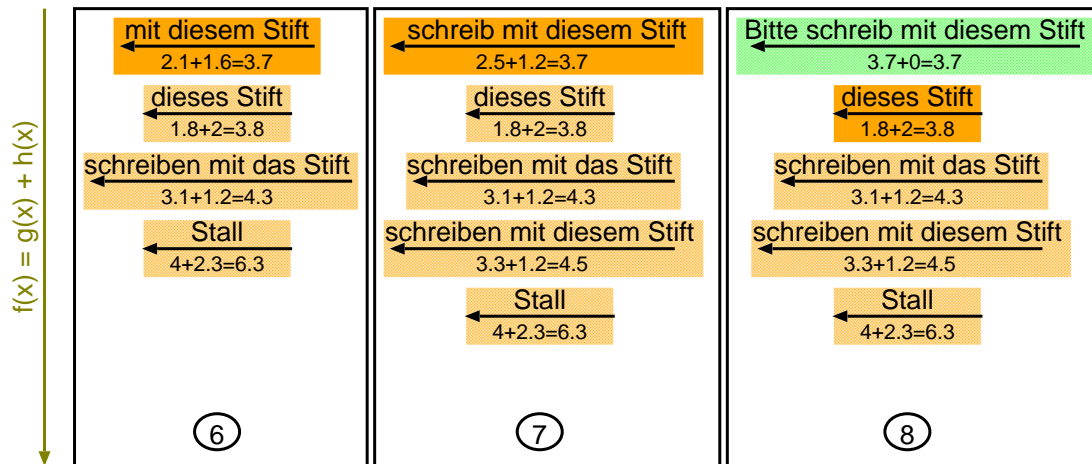 f(x) = g(x) + h(x)
mit diesem Stift
2.1+1.6=3.7
dieses Stift
1.8+2=3.8
schreiben mit das Stift
3.1+1.2=4.3
Stall
4+2.3=6.3
6
schreib mit diesem Stift
2.5+1.2=3.7
dieses Stift
1.8+2=3.8
schreiben mit das Stift
3.1+1.2=4.3
schreiben mit diesem Stift
3.3+1.2=4.5
Stall
4+2.3=6.3
7
Bitte schreib mit diesem Stift
3.7+0=3.7
dieses Stift
1.8+2=3.8
schreiben mit das Stift
3.1+1.2=4.3
schreiben mit diesem Stift
3.3+1.2=4.5
Stall
4+2.3=6.3
8